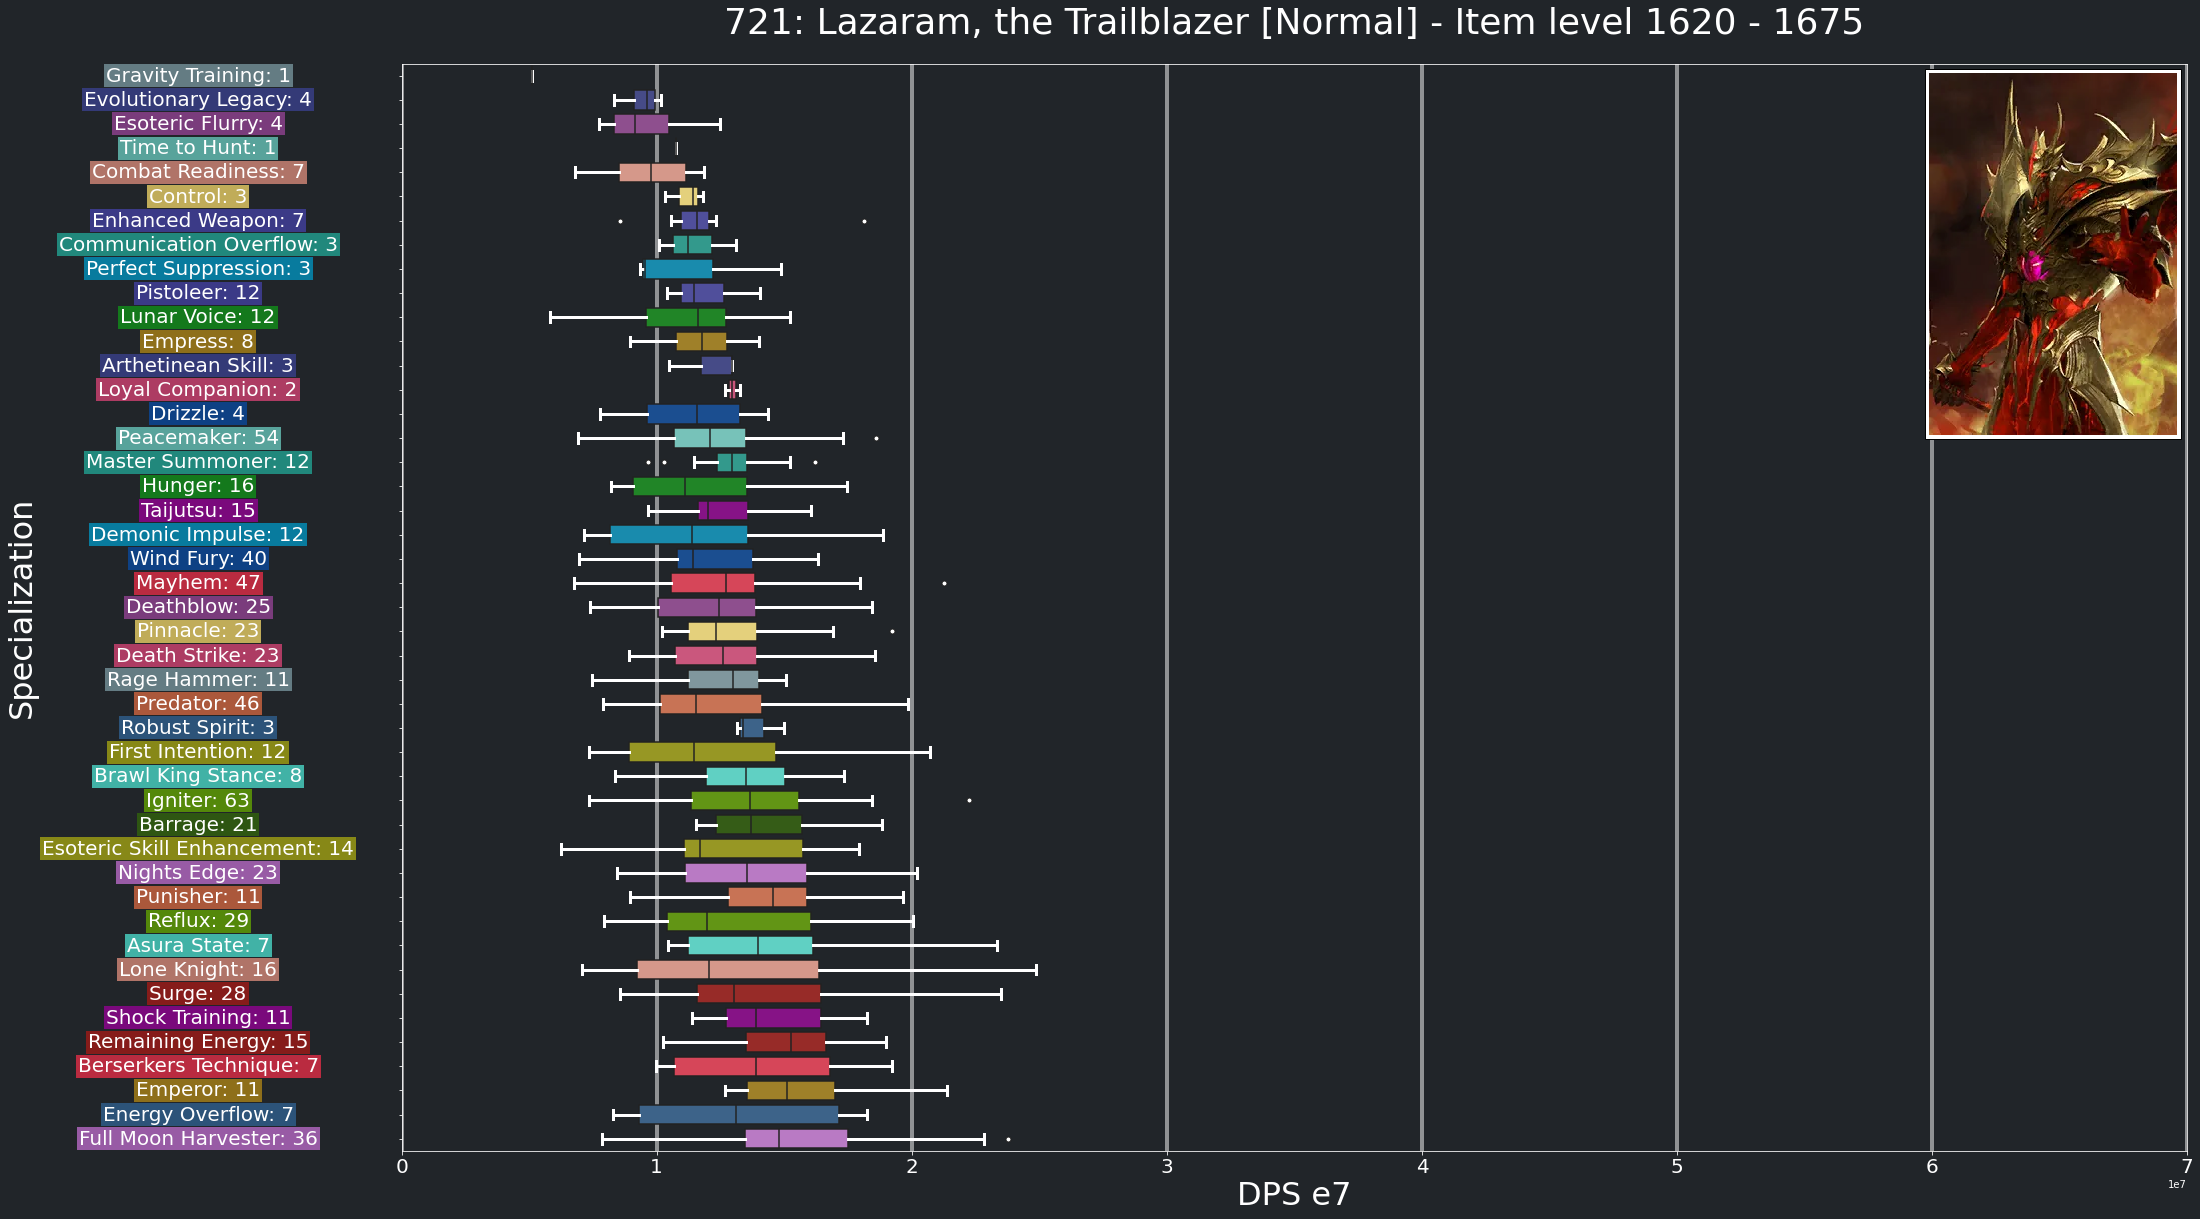 721: Lazaram, the Trailblazer [Normal] - Item level 1620 - 1675
Specialization
Gravity Training: 1
Evolutionary Legacy: 4
Esoteric Flurry: 4
Time to Hunt: 1
Combat Readiness: 7
Control: 3
Enhanced Weapon: 7
Communication Overflow: 3
Perfect Suppression: 3
Pistoleer: 12
Lunar Voice: 12
Empress: 8
Arthetinean Skill: 3
Loyal Companion: 2
Drizzle: 4
Peacemaker: 54
Master Summoner: 12
Hunger: 16
Taijutsu: 15
Demonic Impulse: 12
Wind Fury: 40
Mayhem: 47
Deathblow: 25
Pinnacle: 23
Death Strike: 23
Rage Hammer: 11
Predator: 46
Robust Spirit: 3
First Intention: 12
Brawl King Stance: 8
Igniter: 63
Barrage: 21
Esoteric Skill Enhancement: 14
Nights Edge: 23
Punisher: 11
Reflux: 29
Asura State: 7
Lone Knight: 16
Surge: 28
Shock Training: 11
Remaining Energy: 15
Berserkers Technique: 7
Emperor: 11
Energy Overflow: 7
Full Moon Harvester: 36
0 1 2 3 4 5 6 7
1e7
DPS e7